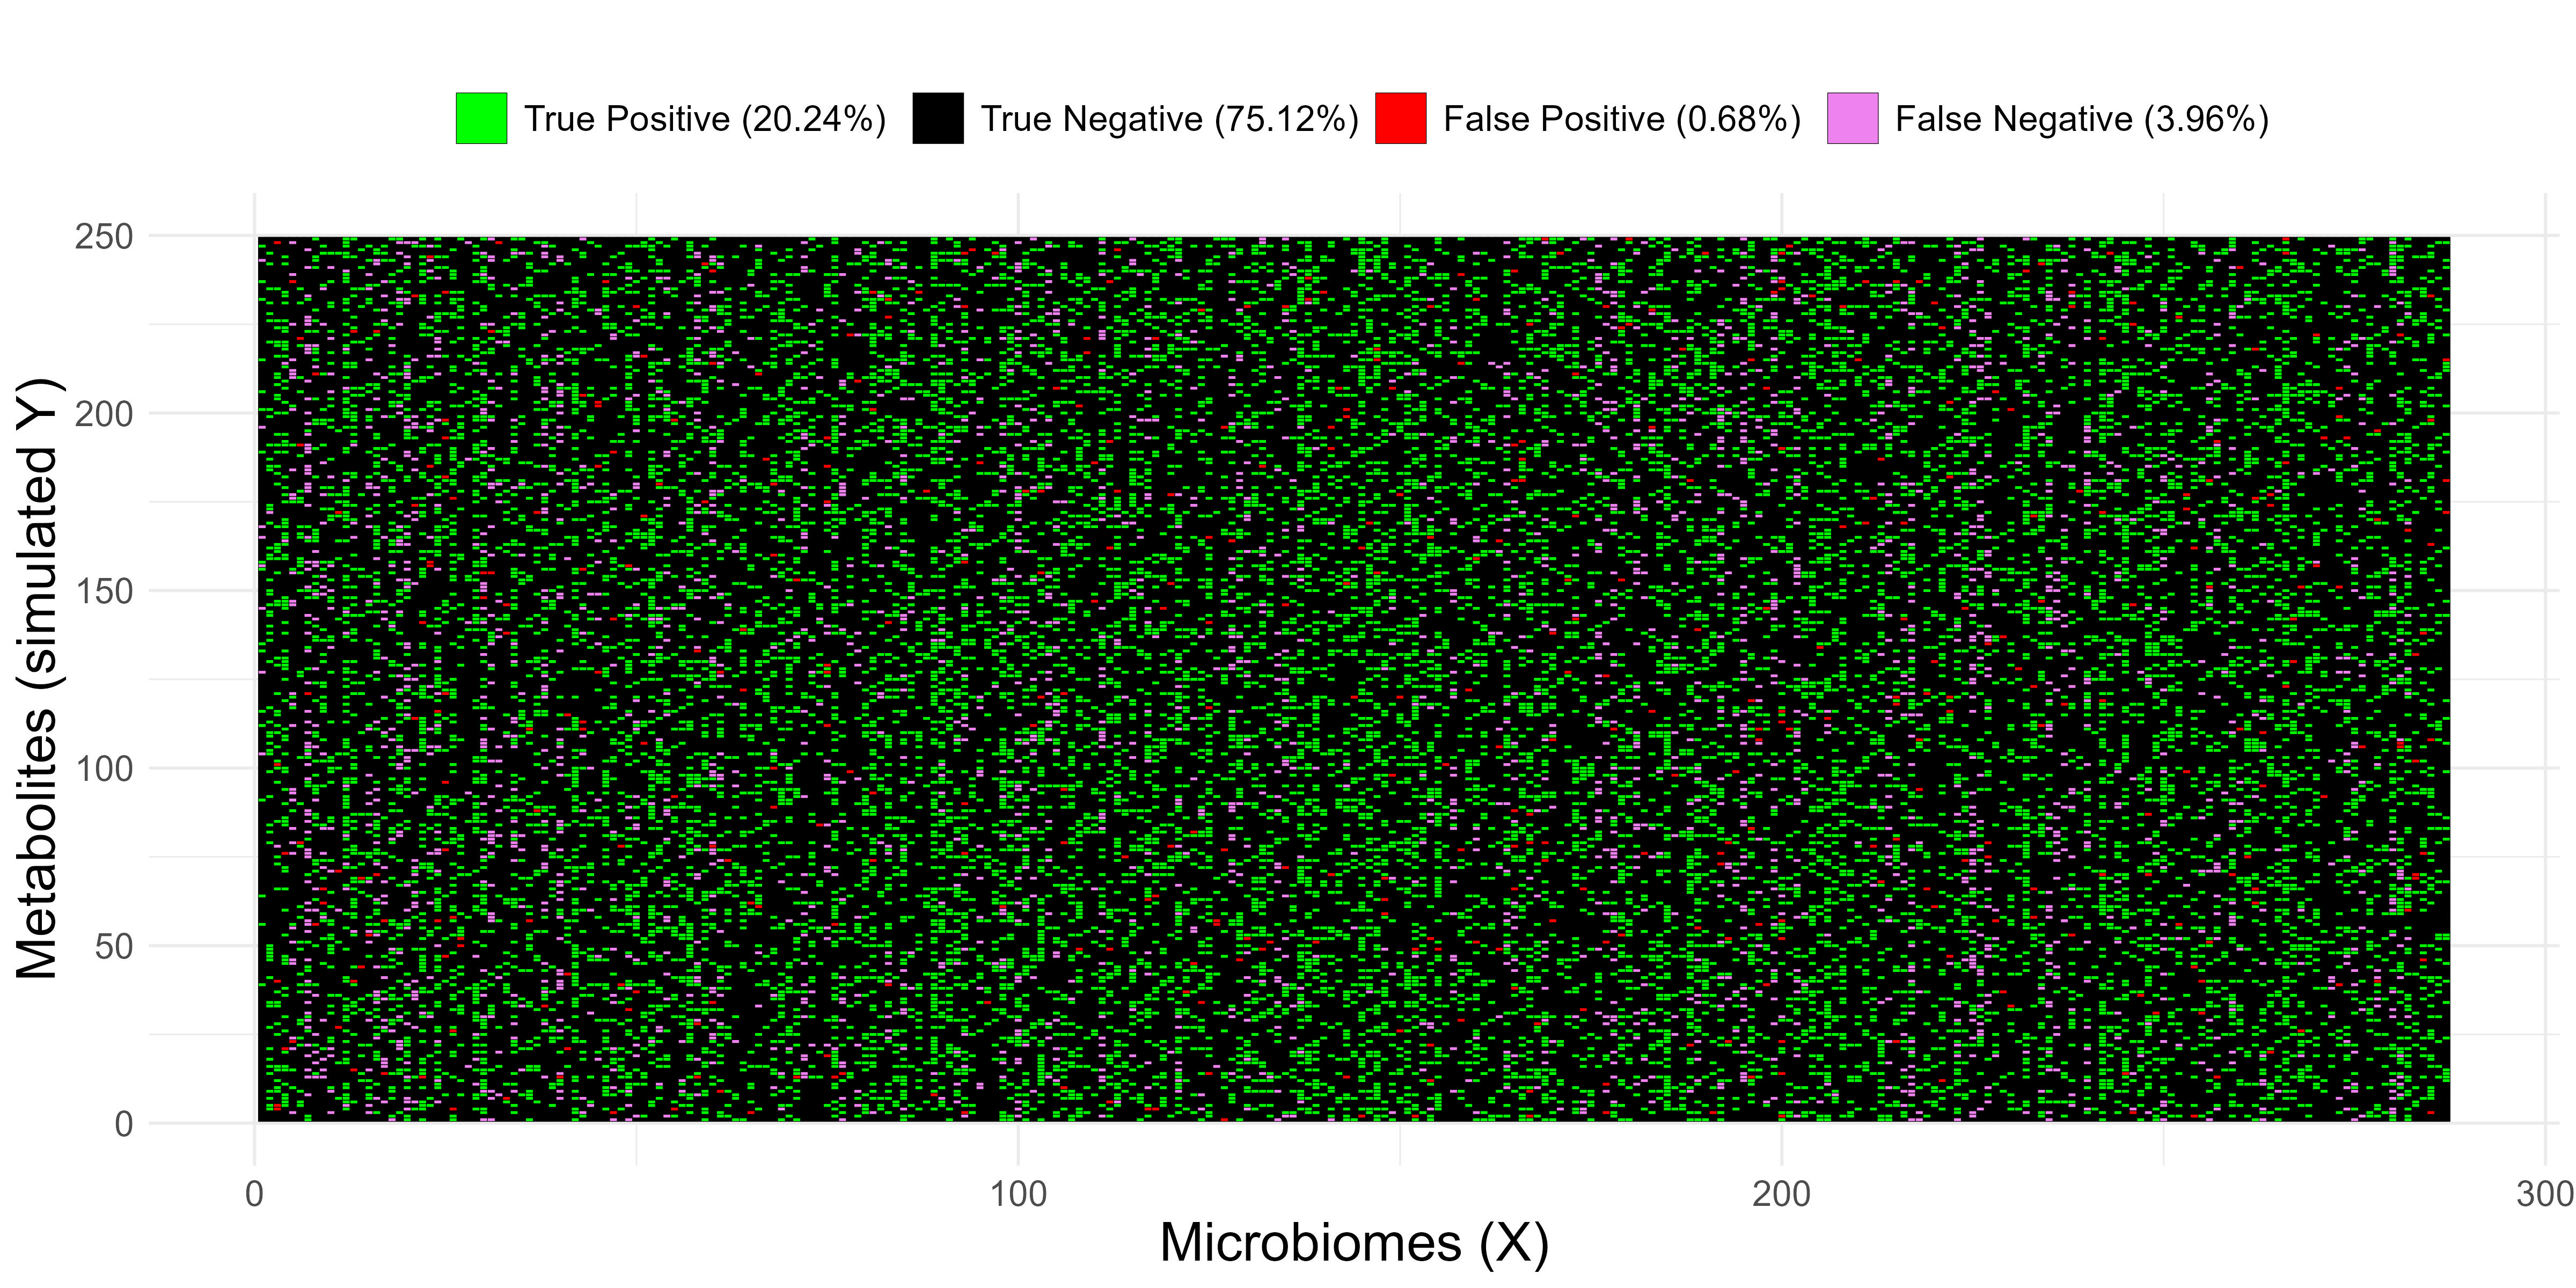 True Positive (20.24%) True Negative (75.12%) False Positive (0.68%) False Negative (3.96%)
250
200
150
100
50
0
Metabolites (simulated Y)
0 100 200 300
Microbiomes (X)